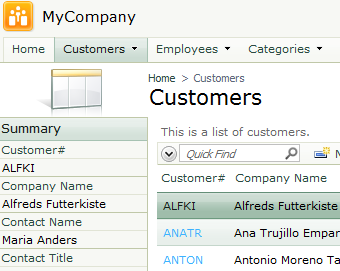 MyCompany
Home Customers Employees Categories
Home > Customers
Customers
This is a list of customers.
Quick Find
Summary
Customer#
ALFKI
Company Name
Alfreds Futterkiste
Contact Name
Maria Anders
Contact Title
Customer# Company Name
ALFKI Alfreds Futterkiste
ANATR Ana Trujillo Empar
ANTON Antonio Moreno Ta